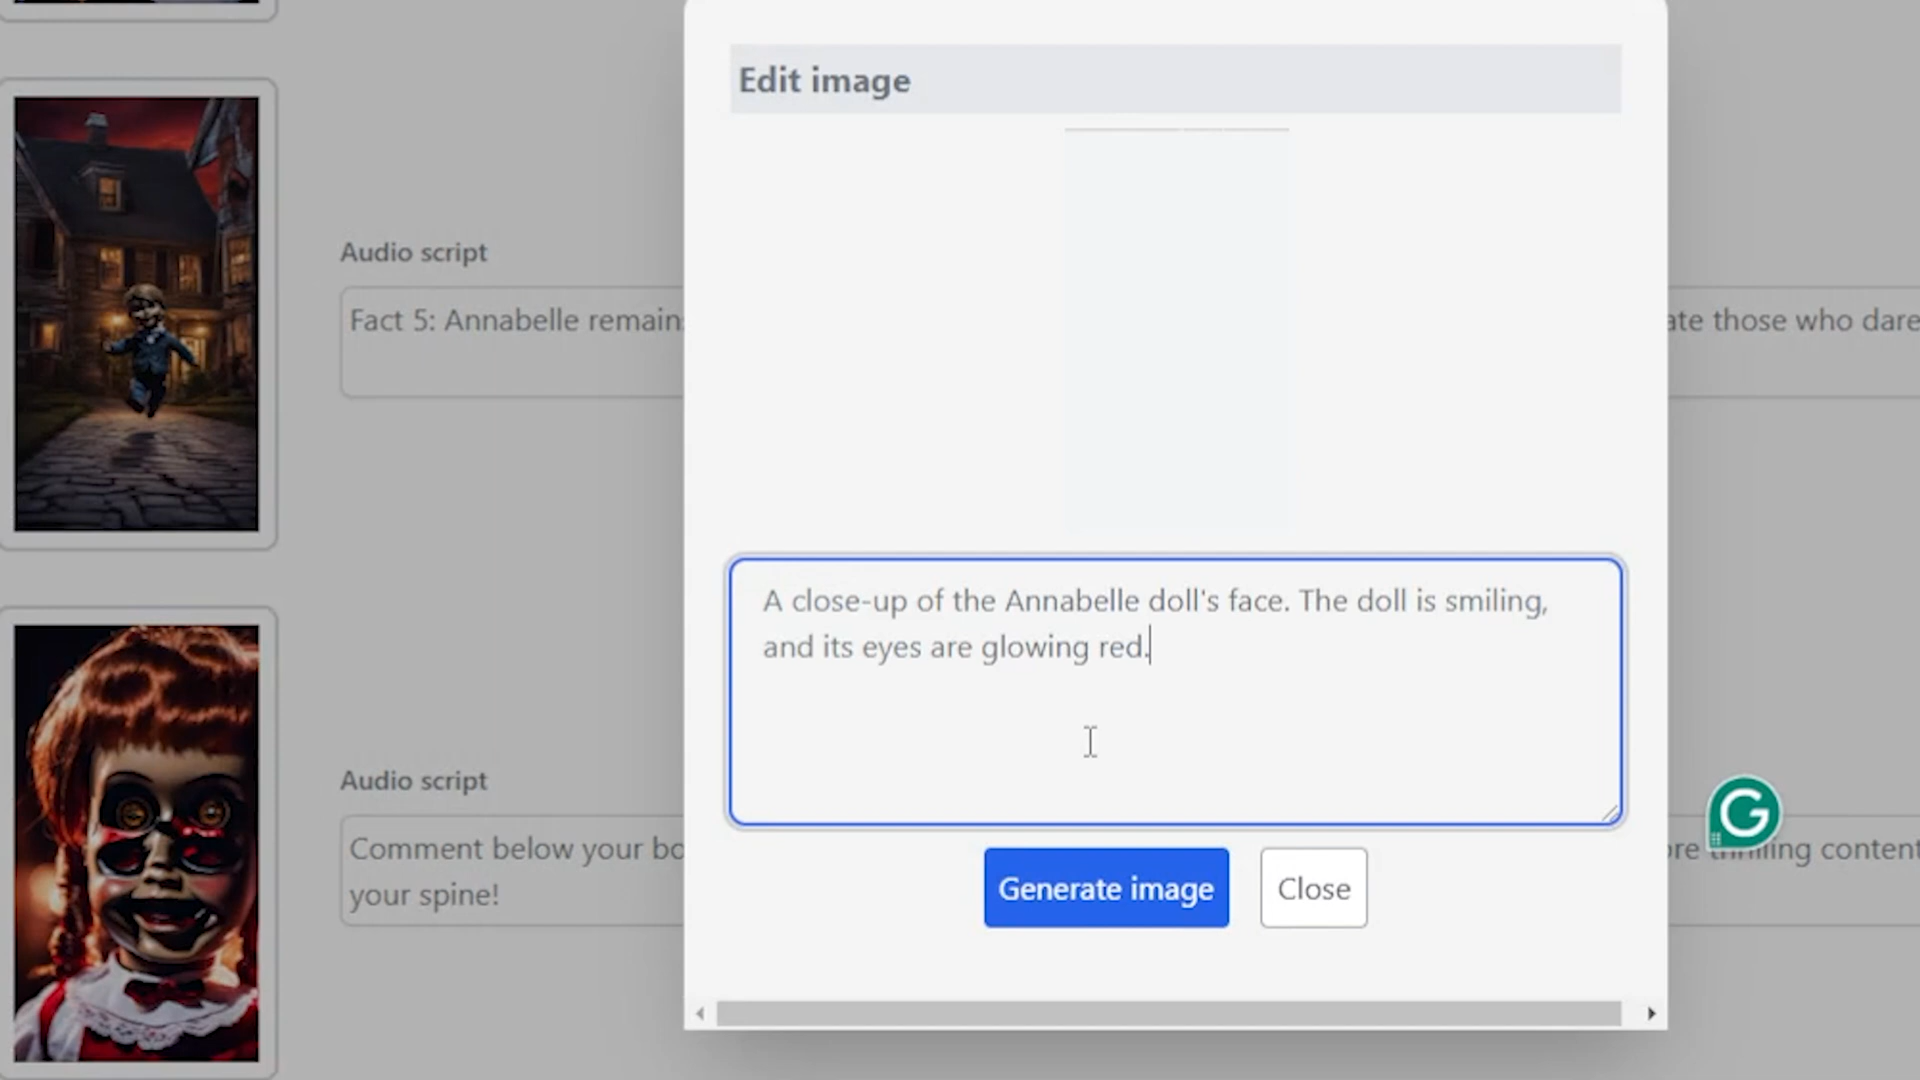 Edit image
Audio script
Fact 5: Annabelle remain
ate those who dare
A close-up of the Annabelle doll's face. The doll is smiling,
and its eyes are glowing red.
Audio script
Comment below your bo
your spine!
thrilling content
Generate image
Close
G